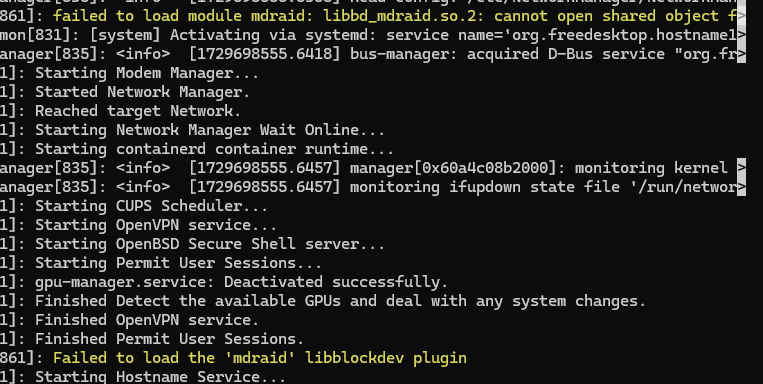 861]: failed to load module mdraid: libbd_mdraid.so.2: cannot open shared object f>
mon[831]: [system] Activating via systemd: service name='org.freedesktop.hostname1>
anager[835]: <info>  [1729698555.6418] bus-manager: acquired D-Bus service "org.fr>
1]: Starting Modem Manager...
1]: Started Network Manager.
1]: Reached target Network.
1]: Starting Network Manager Wait Online...
1]: Starting containerd container runtime...
anager[835]: <info>  [1729698555.6457] manager[0x60a4c08b2000]: monitoring kernel >
anager[835]: <info>  [1729698555.6457] monitoring ifupdown state file '/run/networ>
1]: Starting CUPS Scheduler...
1]: Starting OpenVPN service...
1]: Starting OpenBSD Secure Shell server...
1]: Starting Permit User Sessions...
1]: gpu-manager.service: Deactivated successfully.
1]: Finished Detect the available GPUs and deal with any system changes.
1]: Finished OpenVPN service.
1]: Finished Permit User Sessions.
861]: Failed to load the 'mdraid' libblockdev plugin
1]: Starting Hostname Service...